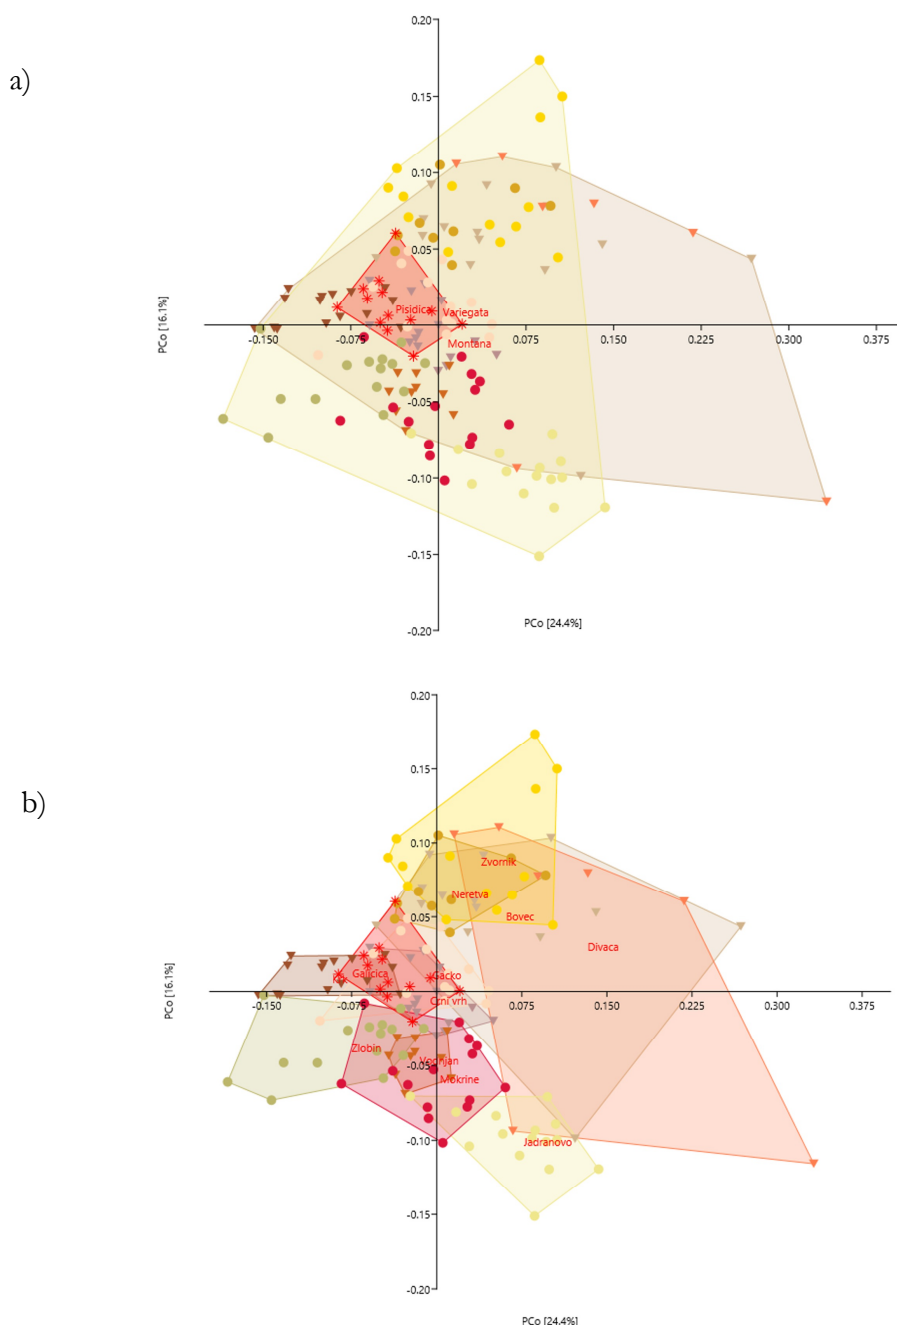 a)
0.20
0.15
0.10
0.05
PCo [16.1%]
Pisidica
Variegata
-0.150
-0.075
0.075
0.150
0.225
0.300
0.375
Montana
-0.05
-0.10
-0.15
-0.20
PCo [24.4%]
b)
0.20
0.15
0.10
Zvornik
Neretva
0.05
Bovec
Divaca
PCo [16.1%]
Galicica
Gacko
Crni vrh
-0.150
-0.075
0.075
0.150
0.225
0.300
0.375
Zlobin
Vodnjan
-0.05
Mokrine
-0.10
Jadranovo
-0.15
-0.20
PCo [24.4%]